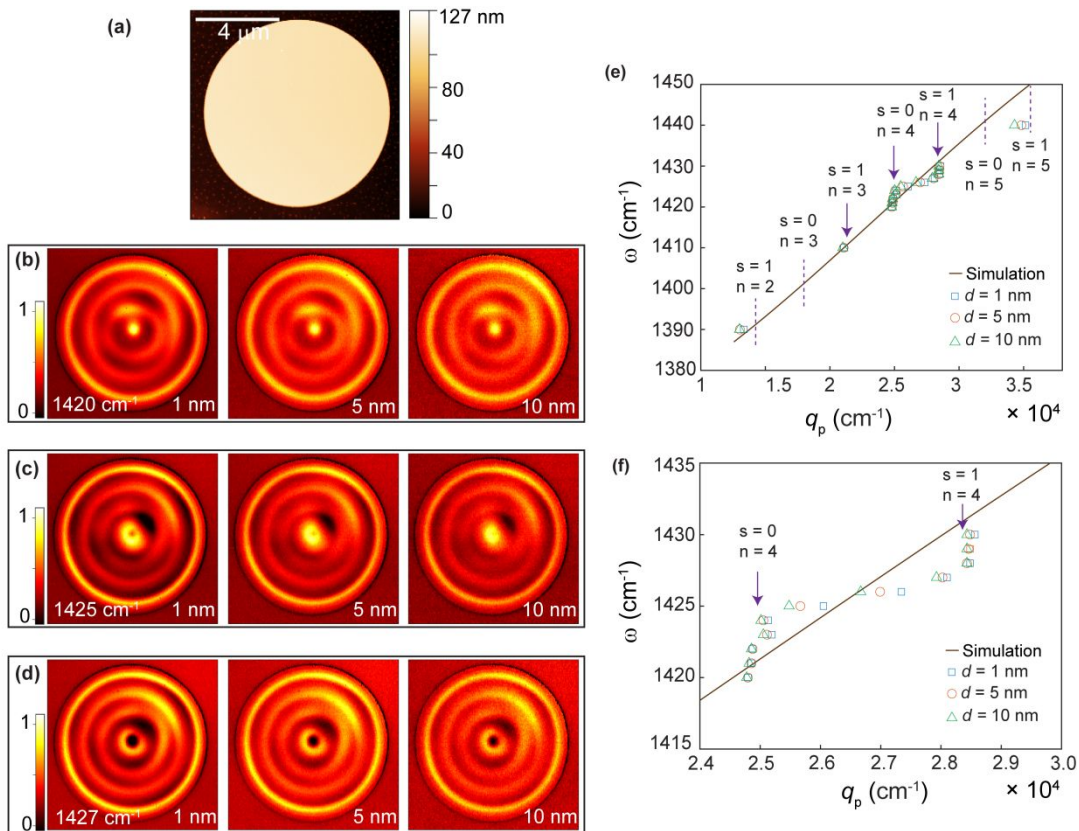 (a)
4 μm
127 nm
80
40
0
(b)
1
0
1420 cm⁻¹
1 nm
5 nm
10 nm
(c)
1
0
1425 cm⁻¹
1 nm
5 nm
10 nm
(d)
1
0
1427 cm⁻¹
1 nm
5 nm
10 nm
(e)
1450
1440
1430
1420
1410
1400
1390
1380
ω (cm⁻¹)
s = 1
n = 2
s = 0
n = 3
s = 1
n = 3
s = 0
n = 4
s = 1
n = 4
s = 0
n = 5
s = 1
n = 5
Simulation
d = 1 nm
d = 5 nm
d = 10 nm
1 1.5 2 2.5 3 3.5
qp (cm⁻¹)
× 10⁴
(f)
1435
1430
1425
1420
1415
ω (cm⁻¹)
s = 0
n = 4
s = 1
n = 4
Simulation
d = 1 nm
d = 5 nm
d = 10 nm
2.4 2.5 2.6 2.7 2.8 2.9 3.0
qp (cm⁻¹)
× 10⁴